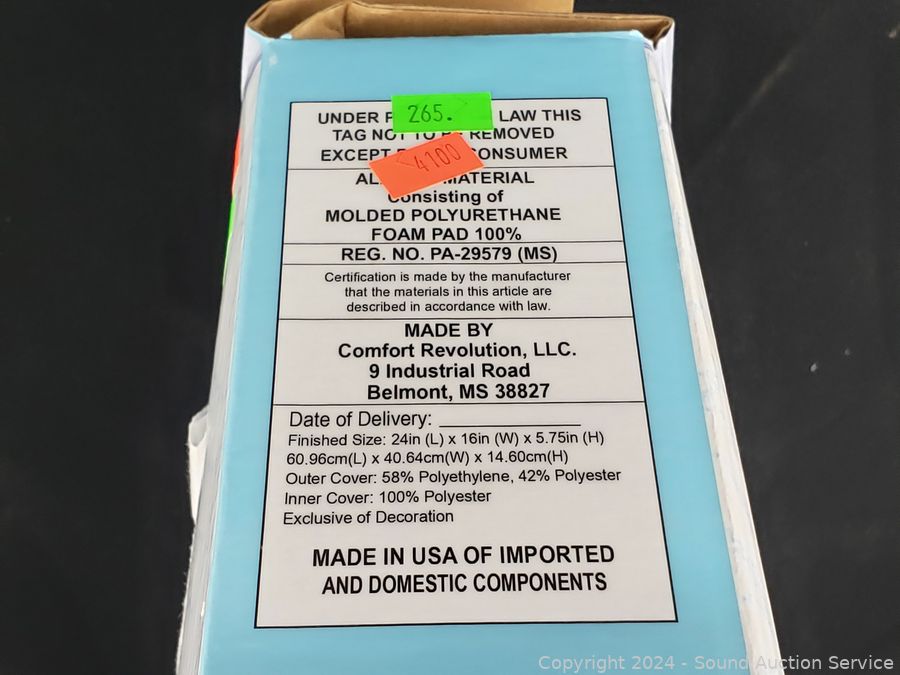 265.
4100
UNDER LAW THIS
TAG NOT TO BE REMOVED
EXCEPT CONSUMER
MATERIAL
Consisting of
MOLDED POLYURETHANE
FOAM PAD 100%
REG. NO. PA-29579 (MS)
Certification is made by the manufacturer
that the materials in this article are
described in accordance with law.
MADE BY
Comfort Revolution, LLC.
9 Industrial Road
Belmont, MS 38827
Date of Delivery:
Finished Size: 24in (L) x 16in (W) x 5.75in (H)
60.96cm(L) x 40.64cm(W) x 14.60cm(H)
Outer Cover: 58% Polyethylene, 42% Polyester
Inner Cover: 100% Polyester
Exclusive of Decoration
MADE IN USA OF IMPORTED
AND DOMESTIC COMPONENTS
Copyright 2024 - Sound Auction Service